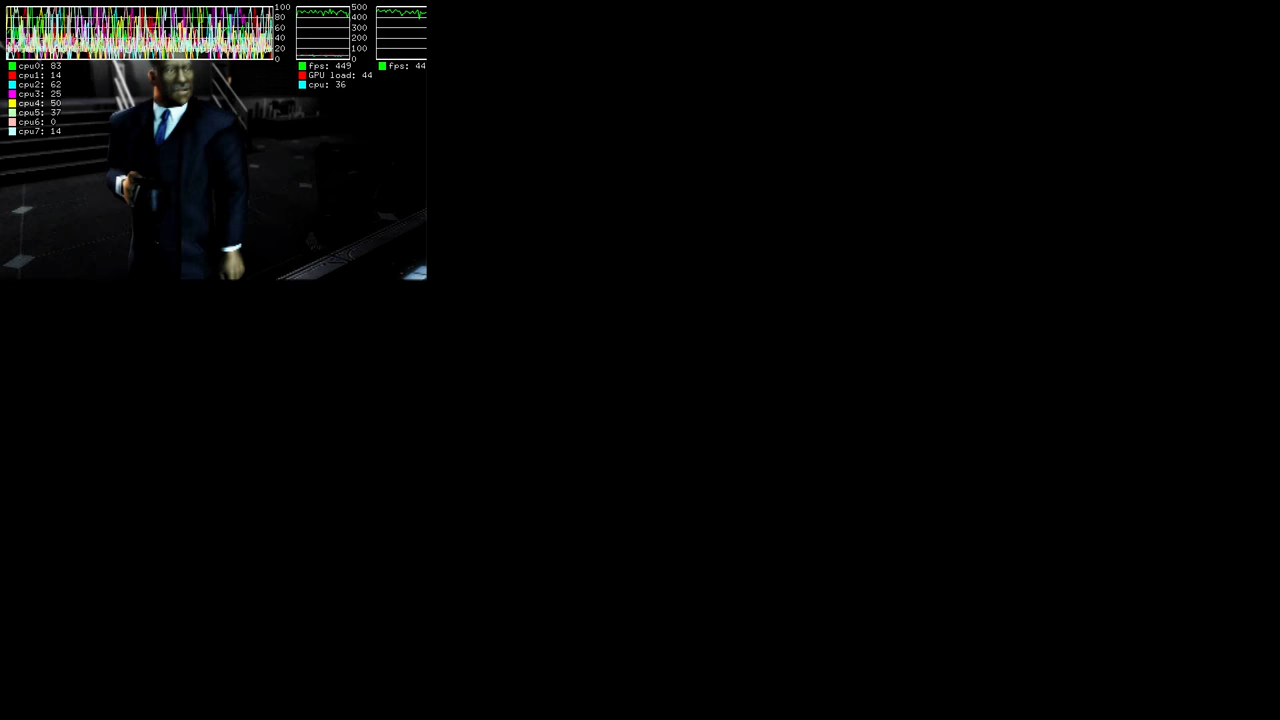 100
80
60
40
20
0
cpu0: 83
cpu1: 14
cpu2: 62
cpu3: 25
cpu4: 50
cpu5: 37
cpu6: 0
cpu7: 14
500
400
300
200
100
0
fps: 449
GPU load: 44
cpu: 36
fps: 44